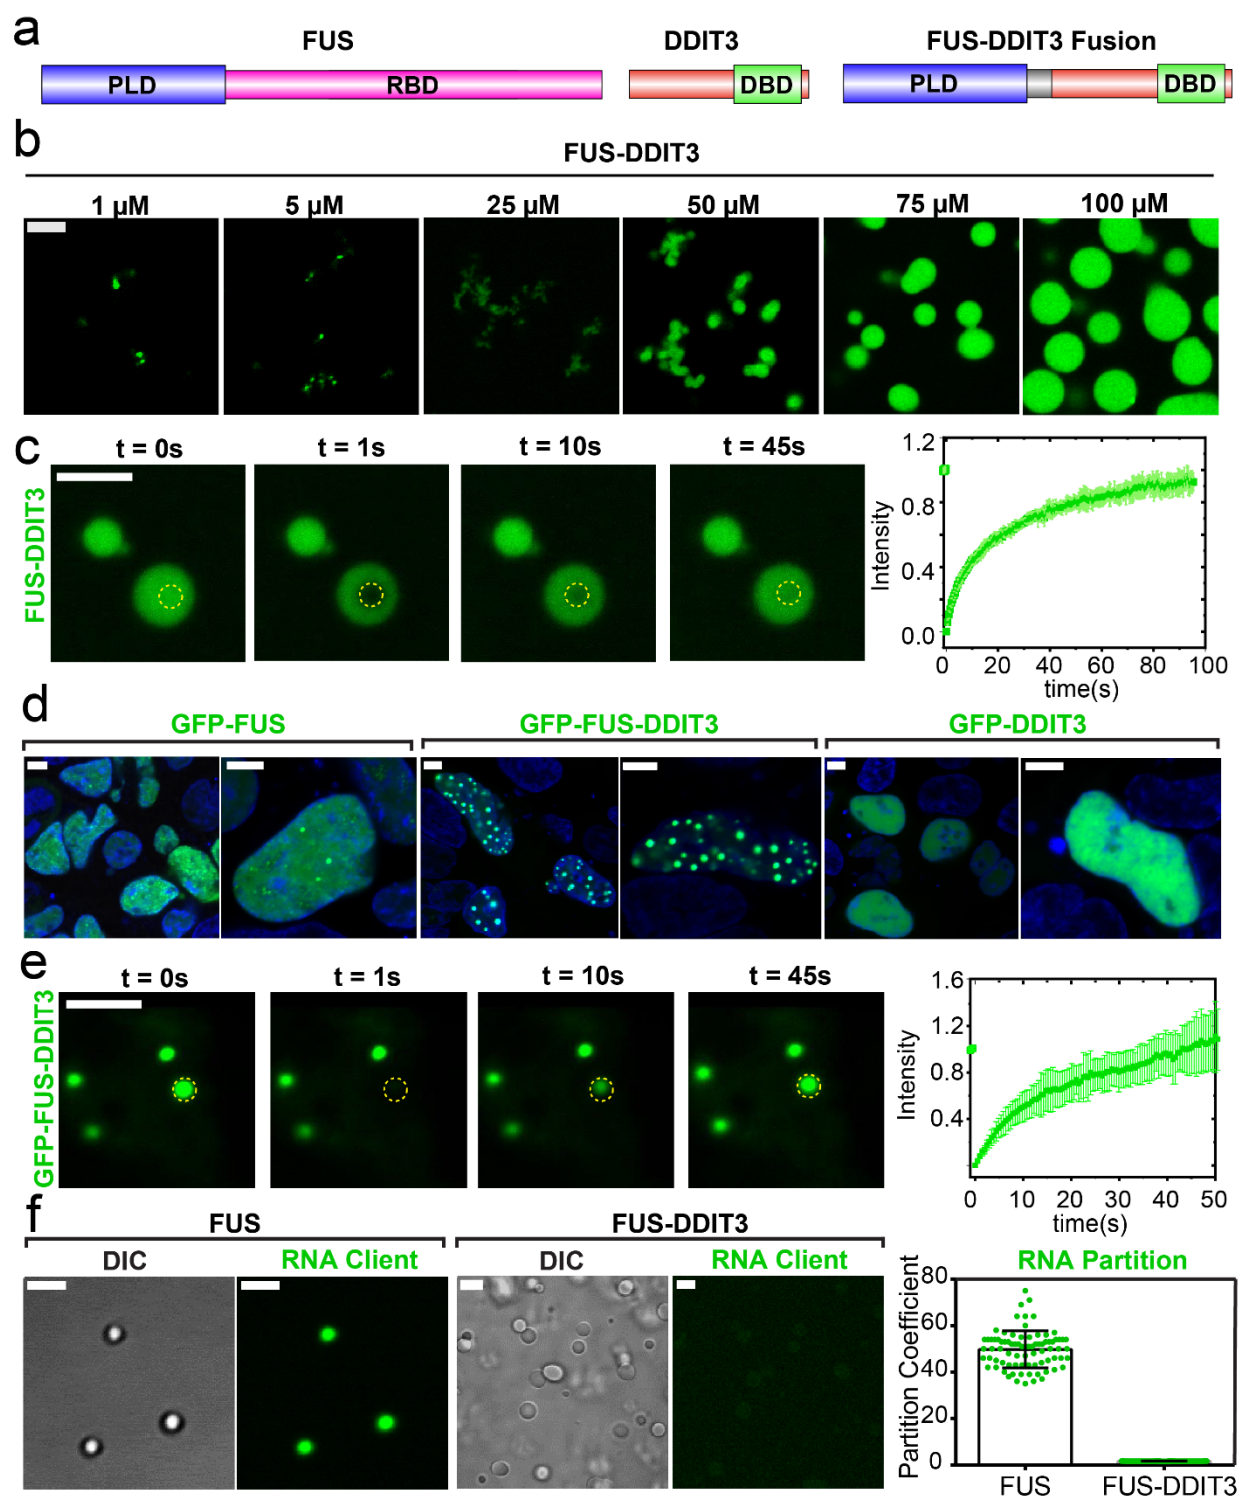 a
FUS DDIT3 FUS-DDIT3 Fusion
PLD RBD DBD PLD DBD
b
FUS-DDIT3
1 µM 5 µM 25 µM 50 µM 75 µM 100 µM
c
t = 0s t = 1s t = 10s t = 45s
FUS-DDIT3
Intensity
1.2
0.8
0.4
0.0
0 20 40 60 80 100
time(s)
d
GFP-FUS GFP-FUS-DDIT3 GFP-DDIT3
e
t = 0s t = 1s t = 10s t = 45s
GFP-FUS-DDIT3
Intensity
1.6
1.2
0.8
0.4
0 10 20 30 40 50
time(s)
f
FUS FUS-DDIT3
DIC RNA Client DIC RNA Client
RNA Partition
Partition Coefficient
80
60
40
20
0
FUS FUS-DDIT3